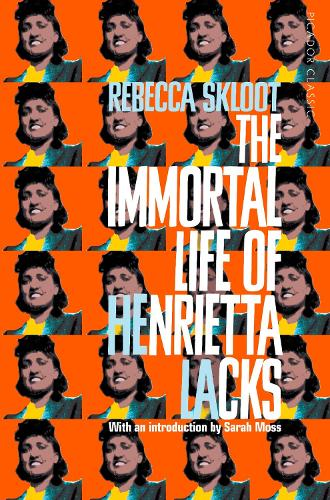 PICADOR CLASSIC
REBECCA SKLOOT
THE
IMMORTAL
LIFE OF
HENRIETTA
LACKS
With an introduction by Sarah Moss